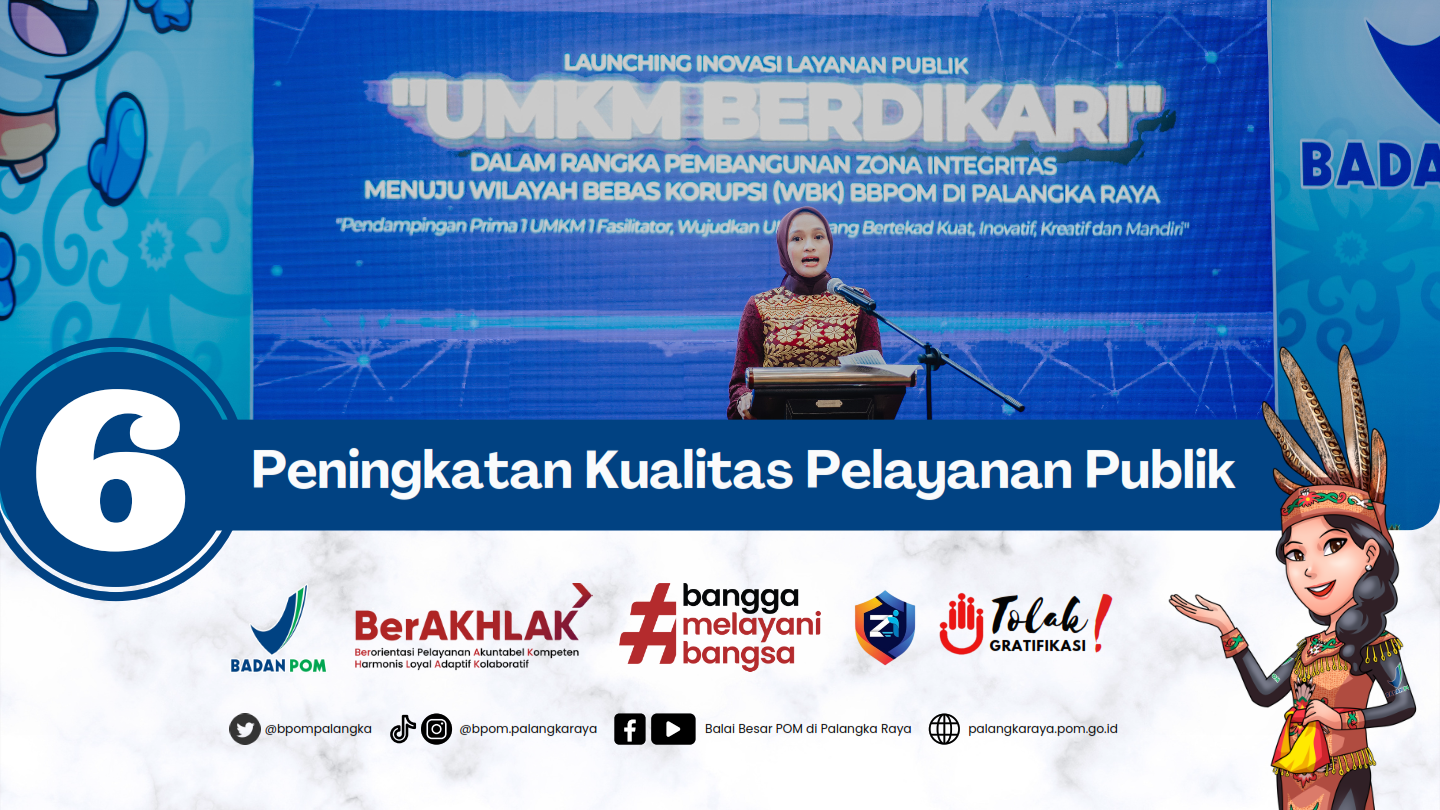 LAUNCHING INOVASI LAYANAN PUBLIK
"UMKM BERDIKARI"
DALAM RANGKA PEMBANGUNAN ZONA INTEGRITAS
MENUJU WILAYAH BEBAS KORUPSI (WBK) BBPOM DI PALANGKA RAYA
"Pendampingan Prima 1 UMKM 1 Fasilitator, Wujudkan ang Bertekad Kuat, Inovatif, Kreatif dan Mandiri"
BADA
6
Peningkatan Kualitas Pelayanan Publik
BADAN POM
BerAKHLAK
Berorientasi Pelayanan Akuntabel Kompeten
Harmonis Loyal Adaptif Kolaboratif
#bangga
melayani
bangsa
Z
Tolak
GRATIFIKASI!
@bpompalangka
@bpom.palangkaraya
Balai Besar POM di Palangka Raya
palangkaraya.pom.go.id